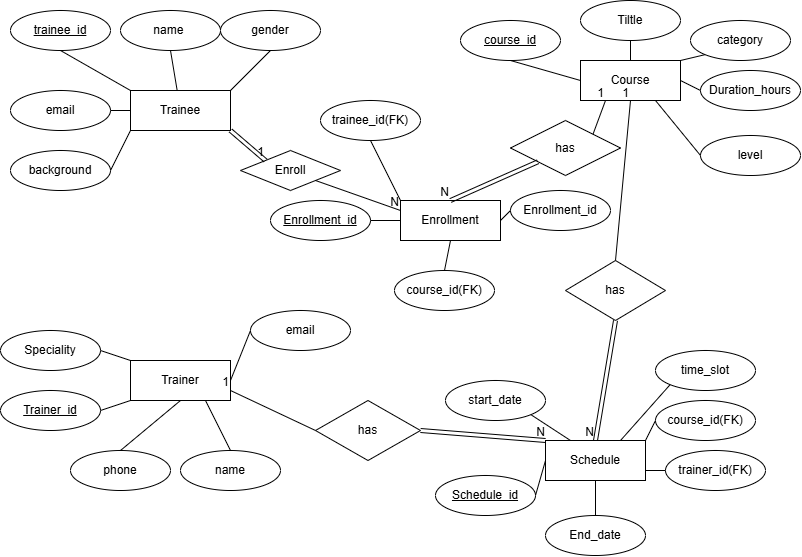 trainee_id
name
gender
Tiltle
course_id
category
Course
Duration_hours
1
1
email
Trainee
trainee_id(FK)
has
level
1
background
Enroll
N
N
Enrollment_id
Enrollment
Enrollment_id
course_id(FK)
has
email
Speciality
Trainer
1
time_slot
Trainer_id
start_date
course_id(FK)
has
N
N
phone
name
Schedule
trainer_id(FK)
Schedule_id
End_date